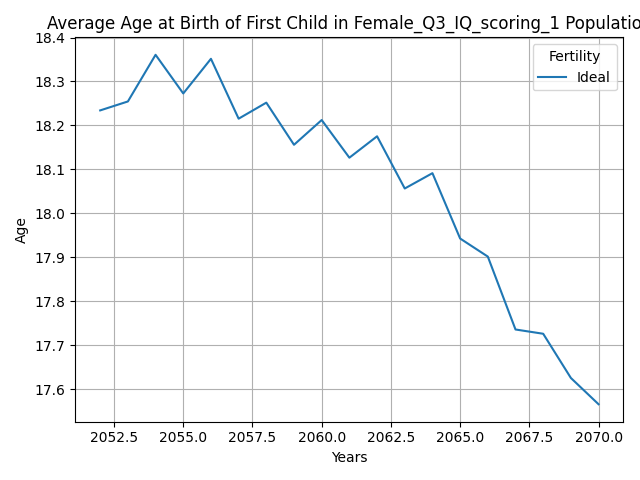 Average Age at Birth of First Child in Female_Q3_IQ_scoring_1 Populatio
18.4
18.3
18.2
18.1
18.0
17.9
17.8
17.7
17.6
Age
Fertility
Ideal
2052.5 2055.0 2057.5 2060.0 2062.5 2065.0 2067.5 2070.0
Years